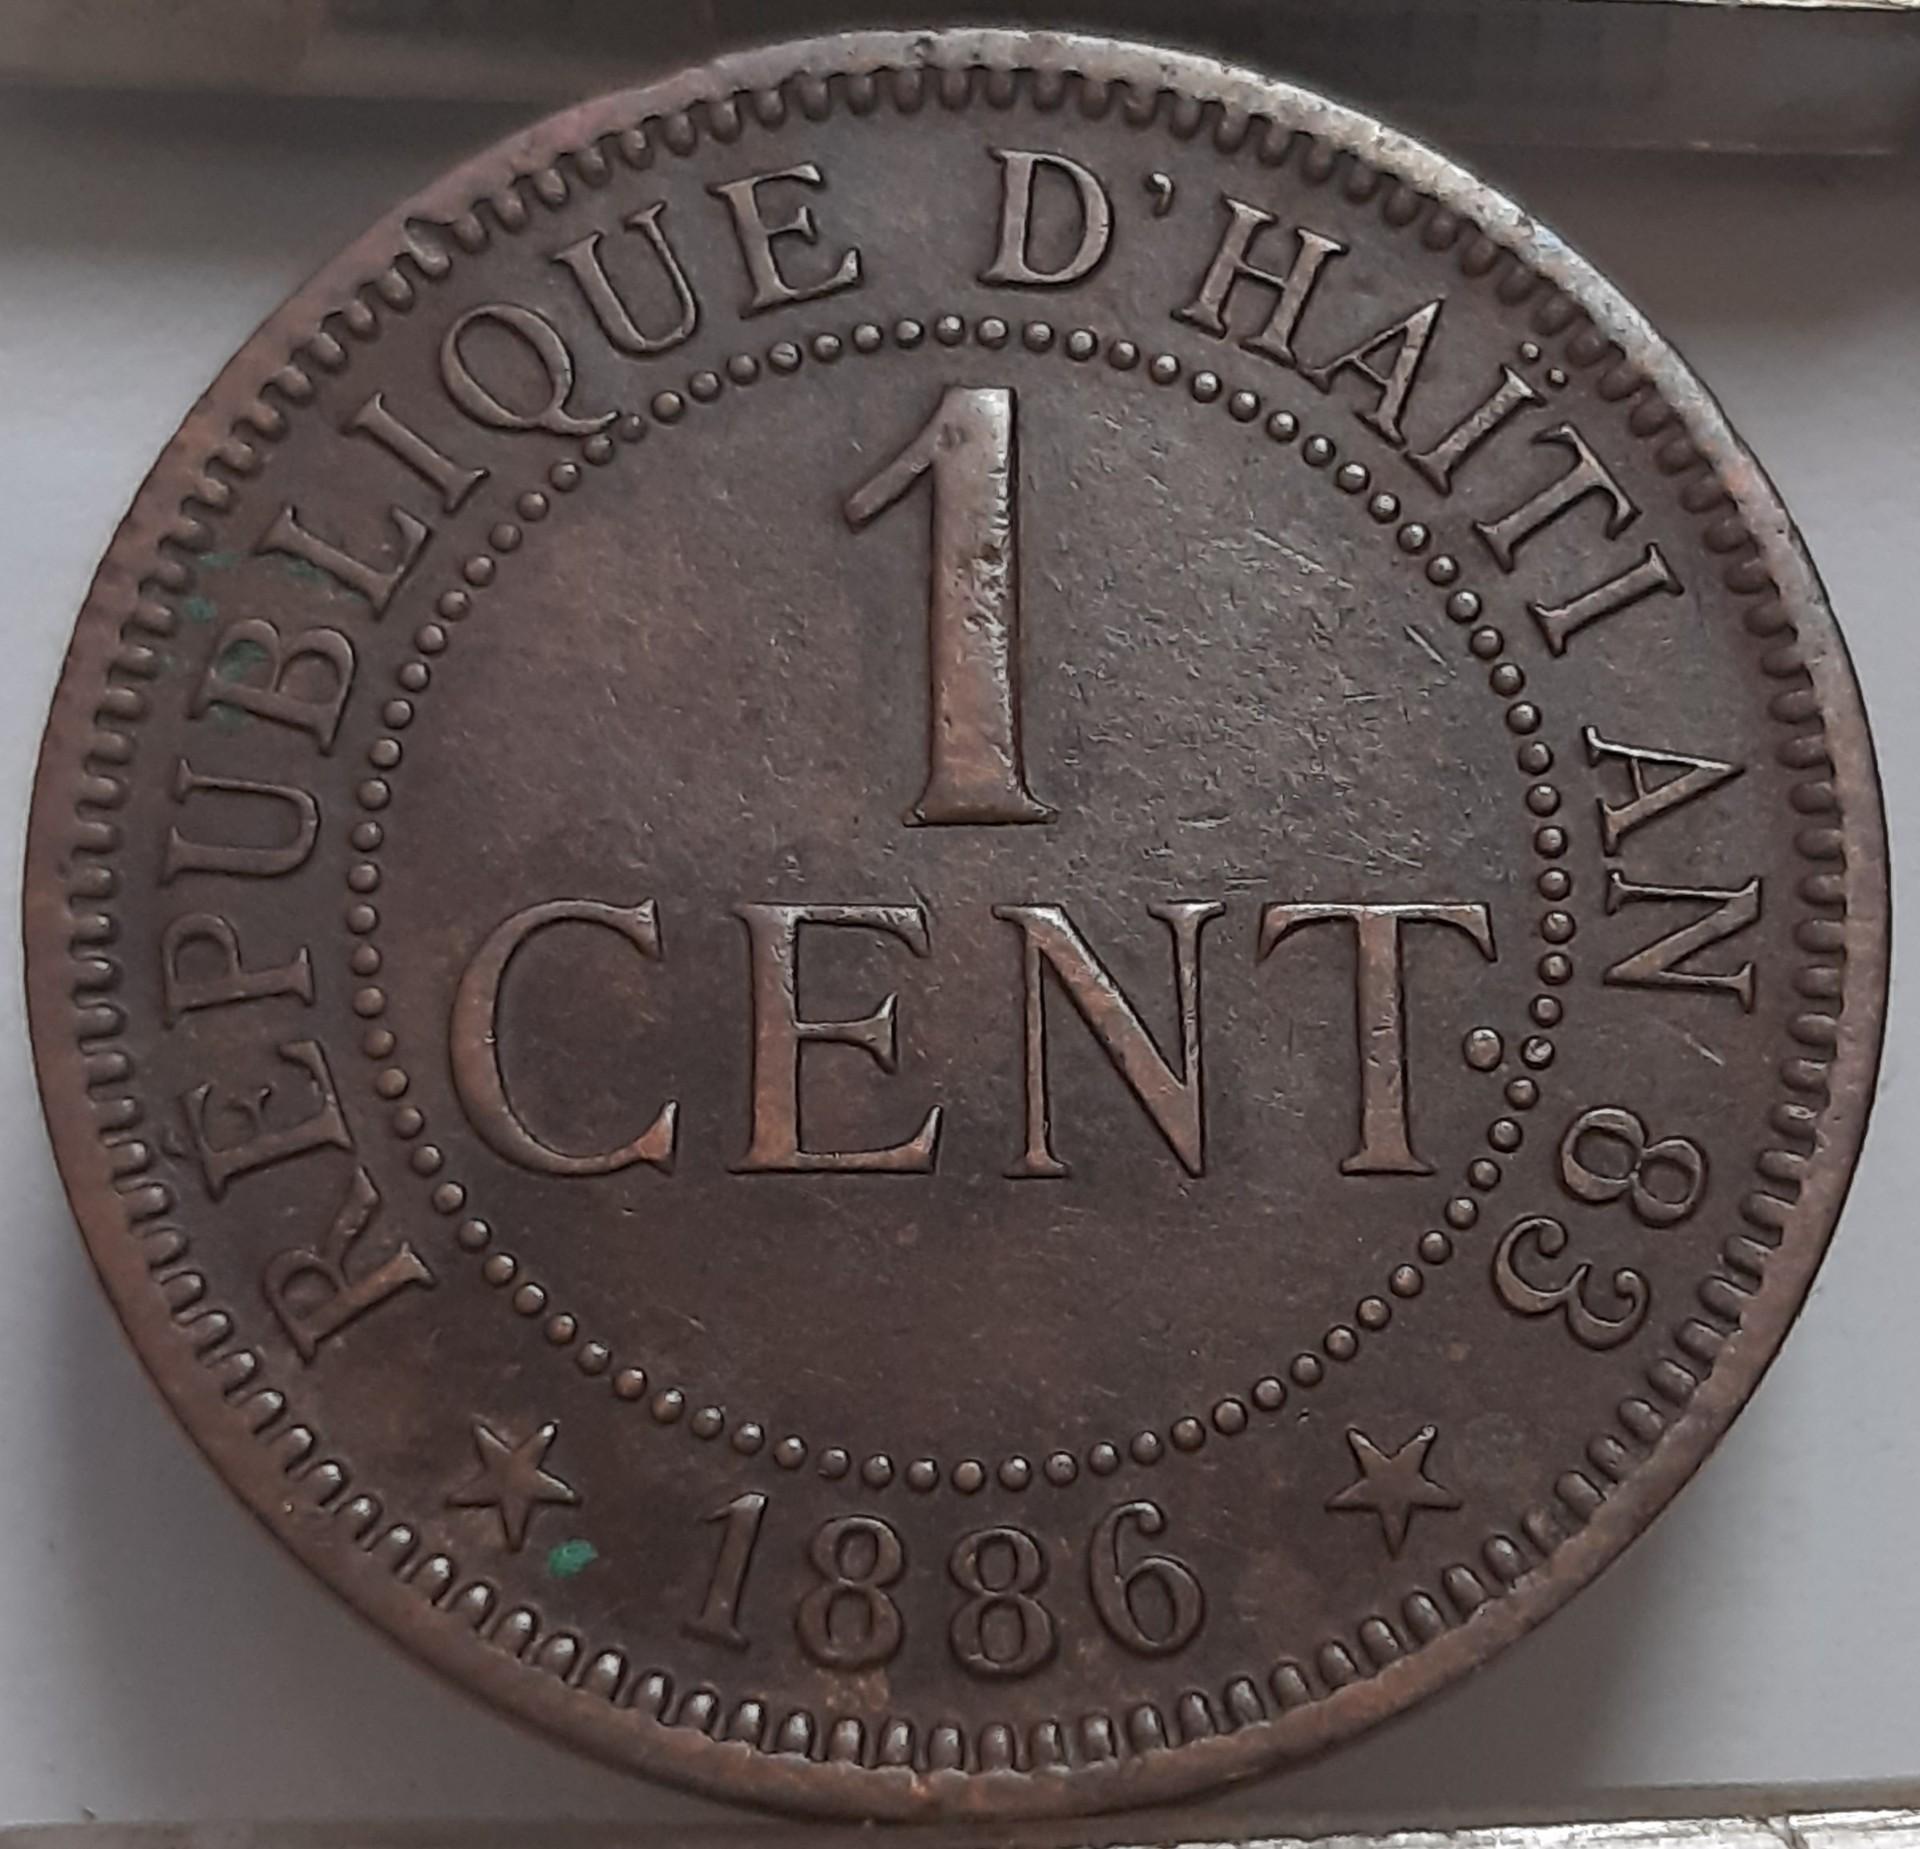 RÉPUBLIQUE D'HAÏTI AN 83
1
CENT.
1886